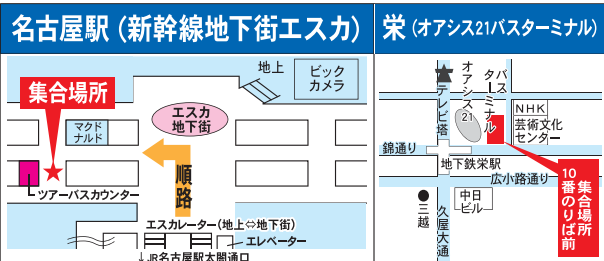 名古屋駅(新幹線地下街エスカ)
地上
ビック
カメラ
集合場所
エスカ
地下街
マクド
ナルド
順路
ツアーバスカウンター
エスカレーター(地上⇔地下街)
エレベーター
↓JR名古屋駅太閤通口
栄(オアシス21バスターミナル)
テレビ塔
オアシス21
バス
ターミナル
NHK
芸術文化
センター
錦通り
地下鉄栄駅
広小路通り
三越
久屋大通
中日
ビル
集合場所
10番のりば前